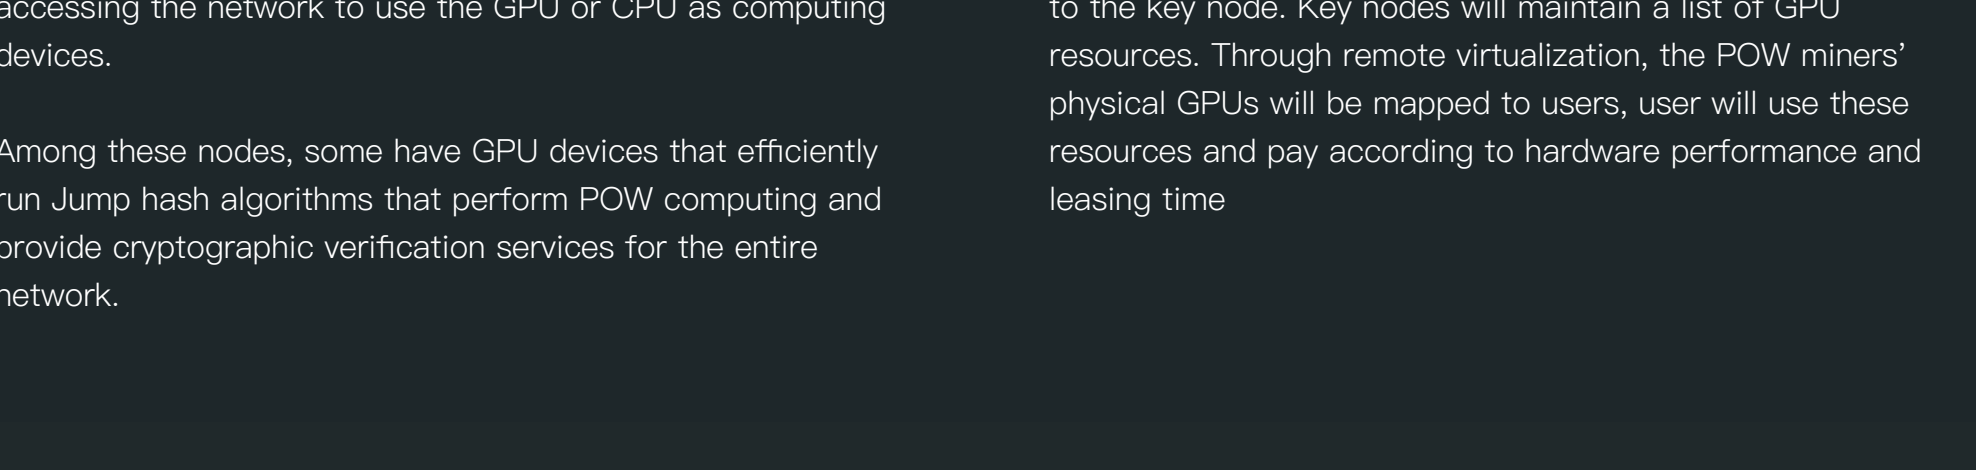 accessing the network to use the GPU or CPU as computing
devices.
Among these nodes, some have GPU devices that efficiently
run Jump hash algorithms that perform POW computing and
provide cryptographic verification services for the entire
network.
to the key node. Key nodes will maintain a list of GPU
resources. Through remote virtualization, the POW miners’
physical GPUs will be mapped to users, user will use these
resources and pay according to hardware performance and
leasing time